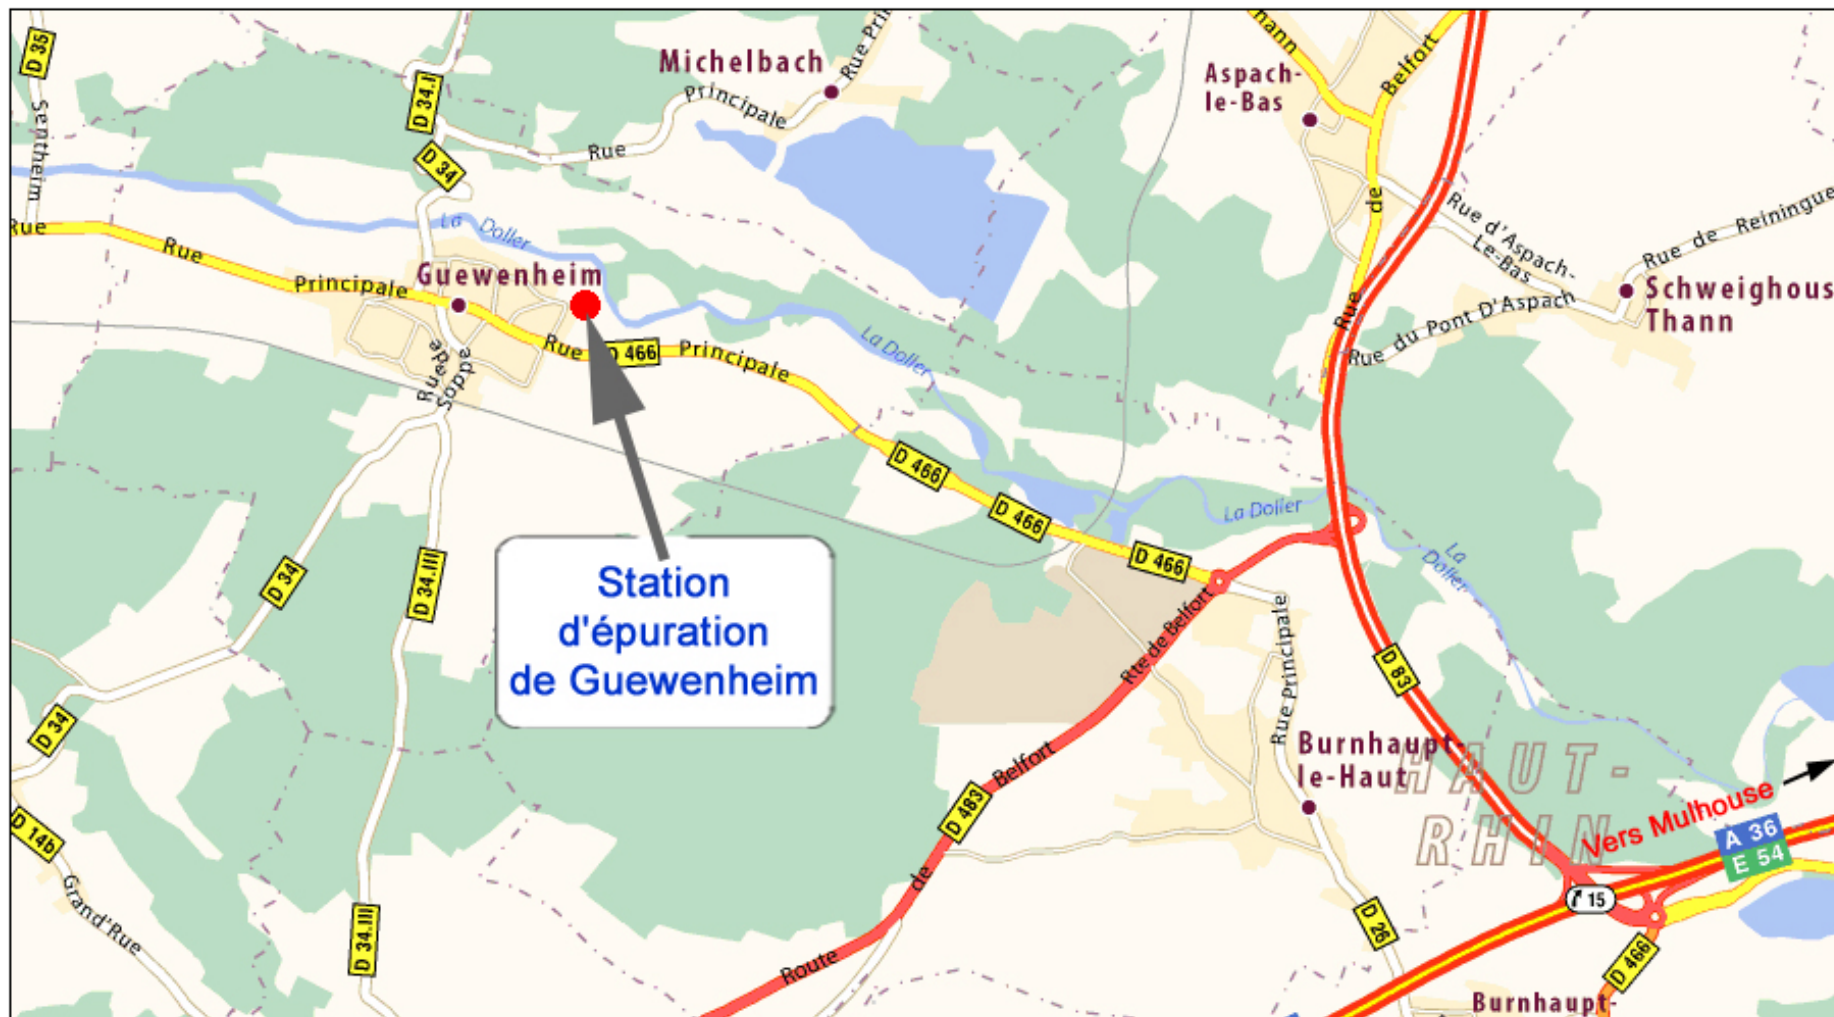 D 35
Sentheim
D 34.I
D 34
Michelbach
Rue Prin
Principale
Rue
hann
Belfort
Aspach-
le-Bas
de
Rue
Rue d'Aspach-
Le-Bas
Rue de Reiningue
Schweighous
Thann
Rue du Pont D'Aspach
La Doller
Rue
Rue
Principale
Guewenheim
Rue
D 466
Principale
La Doller
Rue de
Soppe
D 466
D 466
D 466
La Doller
La
Doller
Station
d'épuration
de Guewenheim
D 34
D 34.III
D 34
D 14b
Grand'Rue
D 34.III
Rte de Belfort
Rue Principale
D 83
Burnhaupt-
le-Haut
HAUT-
RHIN
Vers Mulhouse
A 36
E 54
15
Belfort
D 483
de
Route
D 26
D 466
Burnhaupt-